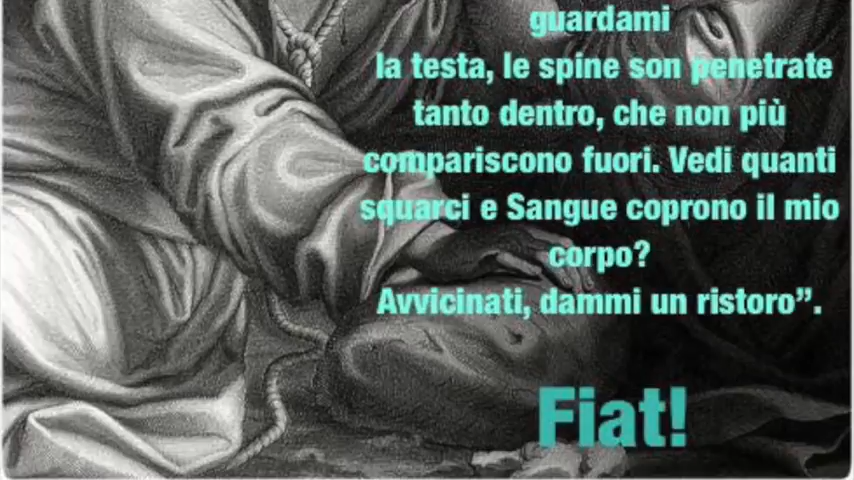 guardami
la testa, le spine son penetrate
tanto dentro, che non più
compariscono fuori. Vedi quanti
squarci e Sangue coprono il mio
corpo?
Avvicinati, dammi un ristoro”.
Fiat!